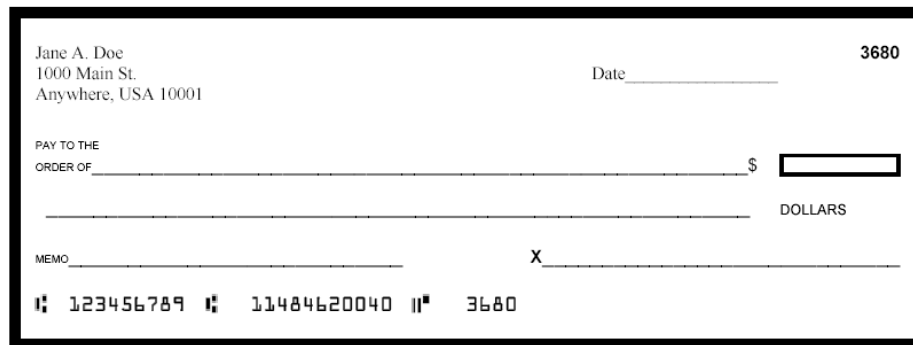 Jane A. Doe 3680
1000 Main St. Date
Anywhere, USA 10001
PAY TO THE
ORDER OF $
DOLLARS
MEMO X
⑆ 123456789 ⑆ 11484620040 ⑈ 3680